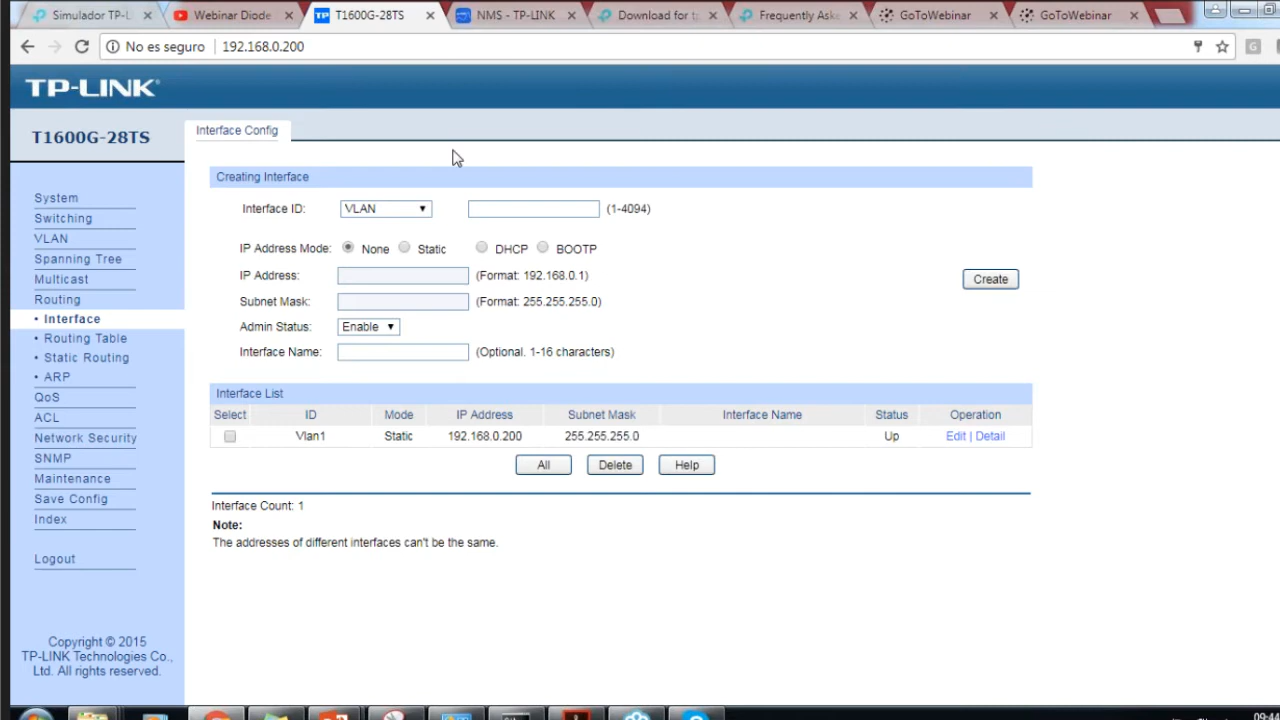 Simulador TP-L
Webinar Diode
T1600G-28TS
NMS - TP-LINK
Download for t
Frequently Aske
GoToWebinar
GoToWebinar
No es seguro 192.168.0.200
TP-LINK
T1600G-28TS
Interface Config
System
Switching
VLAN
Spanning Tree
Multicast
Routing
• Interface
• Routing Table
• Static Routing
• ARP
QoS
ACL
Network Security
SNMP
Maintenance
Save Config
Index
Logout
Copyright © 2015
TP-LINK Technologies Co.,
Ltd. All rights reserved.
Creating Interface
Interface ID: VLAN (1-4094)
IP Address Mode: None Static DHCP BOOTP
IP Address: (Format: 192.168.0.1)
Create
Subnet Mask: (Format: 255.255.255.0)
Admin Status: Enable
Interface Name: (Optional. 1-16 characters)
Interface List
Select ID Mode IP Address Subnet Mask Interface Name Status Operation
Vlan1 Static 192.168.0.200 255.255.255.0 Up Edit | Detail
All Delete Help
Interface Count: 1
Note:
The addresses of different interfaces can't be the same.